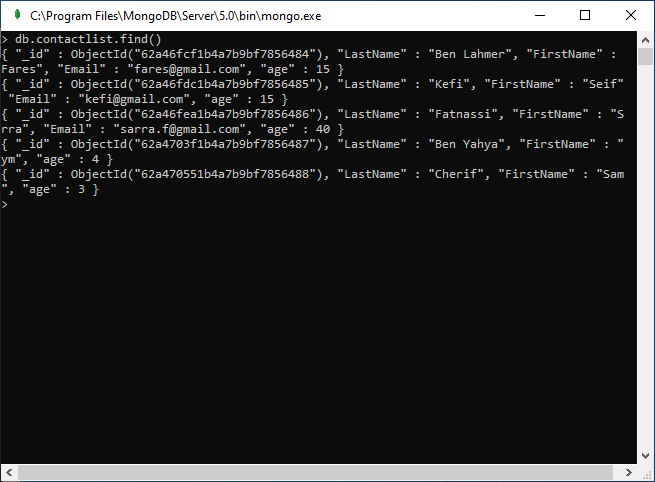 C:\Program Files\MongoDB\Server\5.0\bin\mongo.exe
> db.contactlist.find()
{ "_id" : ObjectId("62a46fcf1b4a7b9bf7856484"), "LastName" : "Ben Lahmer", "FirstName" :
Fares", "Email" : "fares@gmail.com", "age" : 15 }
{ "_id" : ObjectId("62a46fdc1b4a7b9bf7856485"), "LastName" : "Kefi", "FirstName" : "Seif"
"Email" : "kefi@gmail.com", "age" : 15 }
{ "_id" : ObjectId("62a46fea1b4a7b9bf7856486"), "LastName" : "Fatnassi", "FirstName" : "S
rra", "Email" : "sarra.f@gmail.com", "age" : 40 }
{ "_id" : ObjectId("62a4703f1b4a7b9bf7856487"), "LastName" : "Ben Yahya", "FirstName" : "
ym", "age" : 4 }
{ "_id" : ObjectId("62a470551b4a7b9bf7856488"), "LastName" : "Cherif", "FirstName" : "Sam
", "age" : 3 }
>